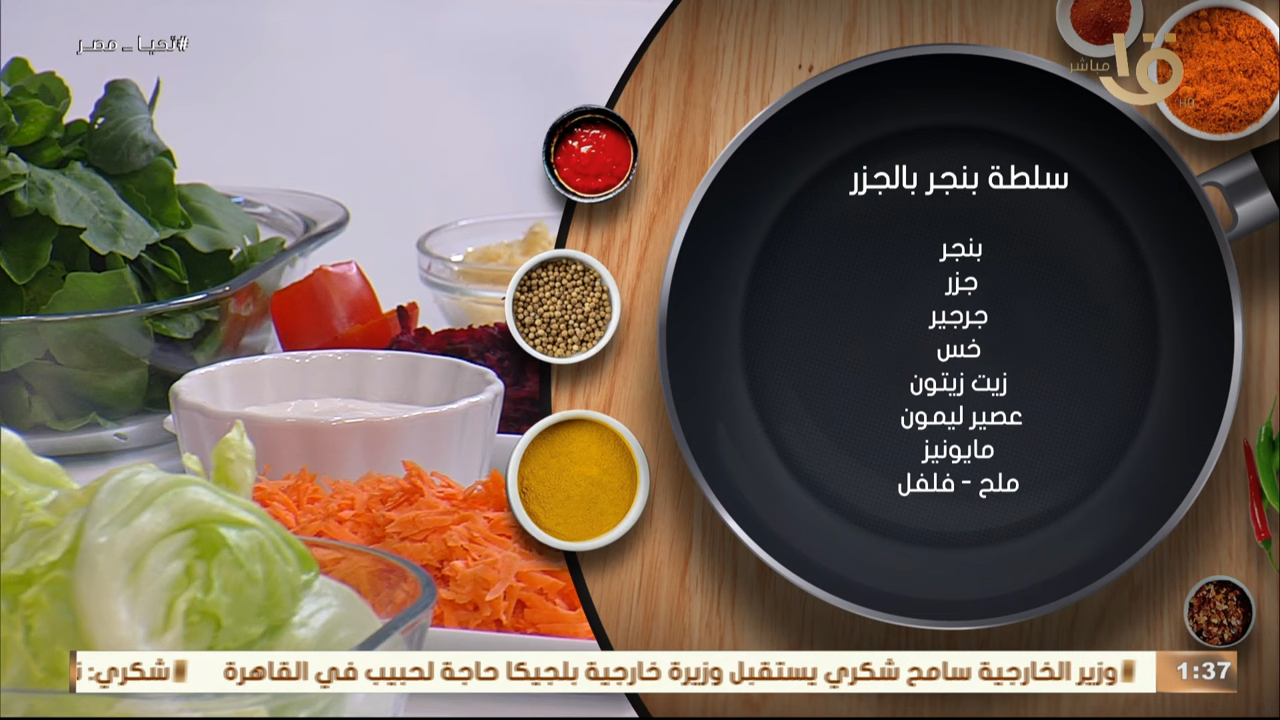 #تحيا_مصر
مباشر
HD
سلطة بنجر بالجزر
بنجر
جزر
جرجير
خس
زيت زيتون
عصير ليمون
مايونيز
ملح - فلفل
1:37
وزير الخارجية سامح شكري يستقبل وزيرة خارجية بلجيكا حاجة لحبيب في القاهرة
شكري: